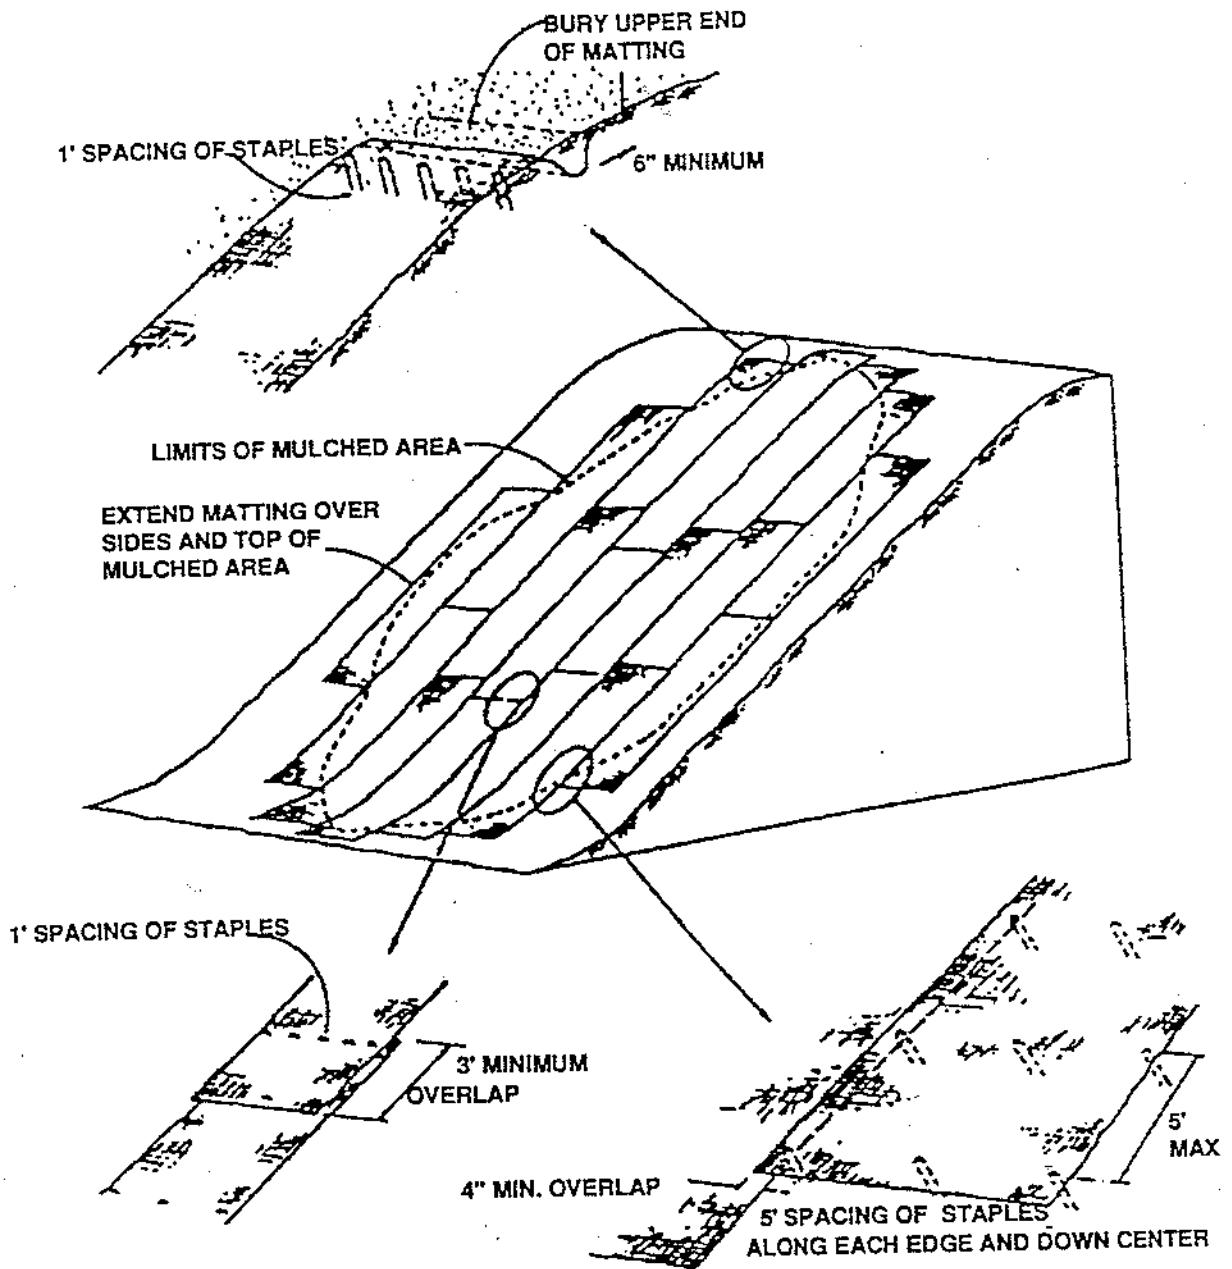 BURY UPPER END
OF MATTING
1' SPACING OF STAPLES
6" MINIMUM
LIMITS OF MULCHED AREA
EXTEND MATTING OVER
SIDES AND TOP OF
MULCHED AREA
1' SPACING OF STAPLES
3' MINIMUM
OVERLAP
5'
MAX
4" MIN. OVERLAP
5' SPACING OF STAPLES
ALONG EACH EDGE AND DOWN CENTER